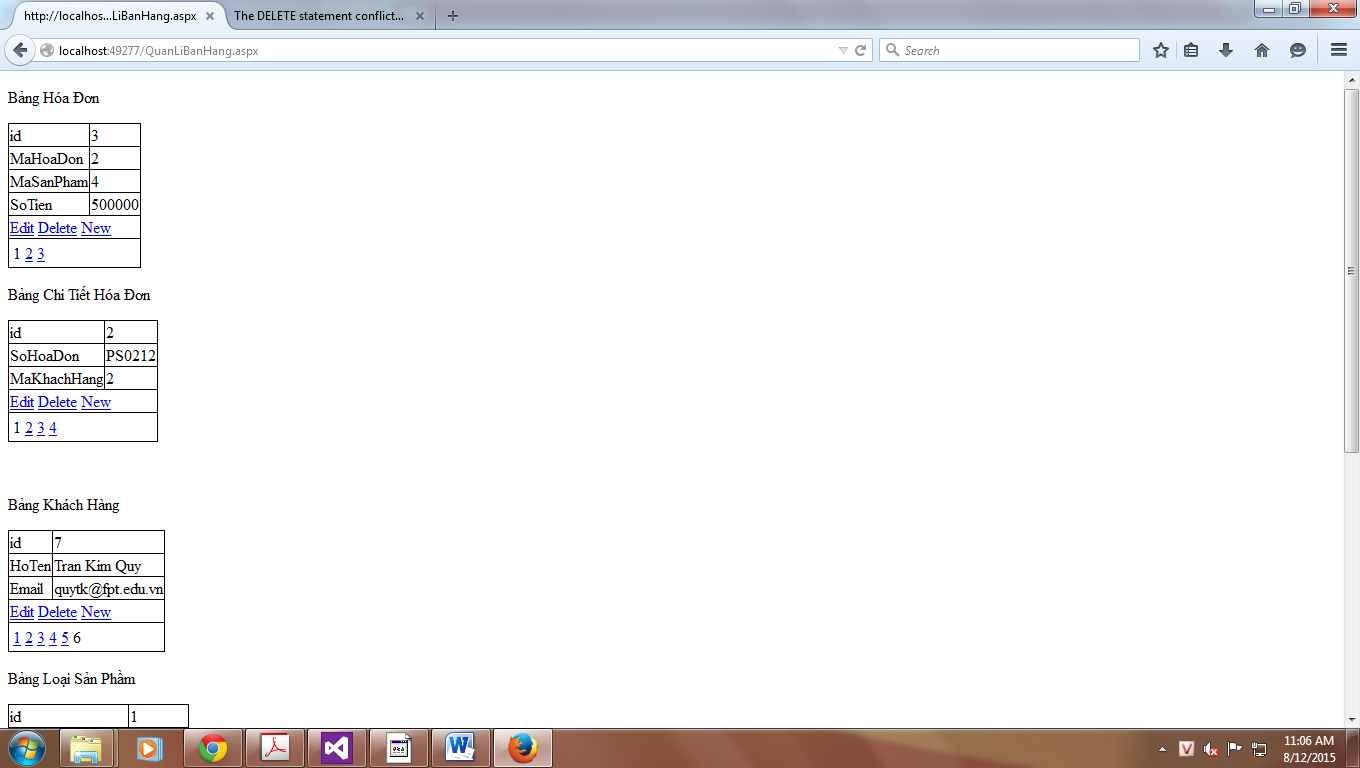 http://localhos...LiBanHang.aspx
The DELETE statement conflict...
localhost:49277/QuanLiBanHang.aspx
Search
Bảng Hóa Đơn
id 3
MaHoaDon 2
MaSanPham 4
SoTien 500000
Edit Delete New
1 2 3
Bảng Chi Tiết Hóa Đơn
id 2
SoHoaDon PS0212
MaKhachHang 2
Edit Delete New
1 2 3 4
Bảng Khách Hàng
id 7
HoTen Tran Kim Quy
Email quytk@fpt.edu.vn
Edit Delete New
1 2 3 4 5 6
Bảng Loại Sản Phẩm
id 1
11:06 AM
8/12/2015